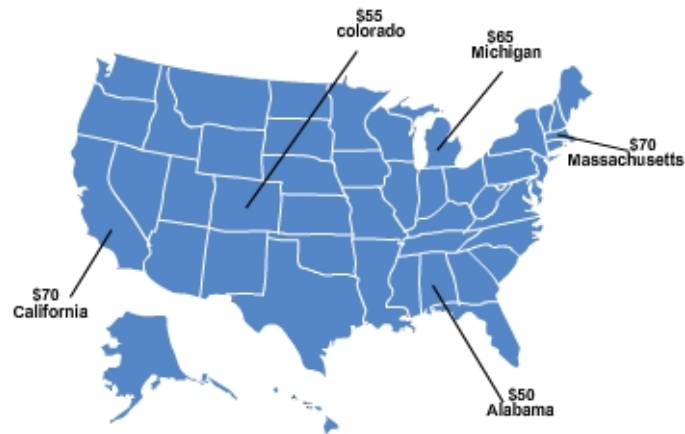 $55
colorado
$65
Michigan
$70
Massachusetts
$70
California
$50
Alabama